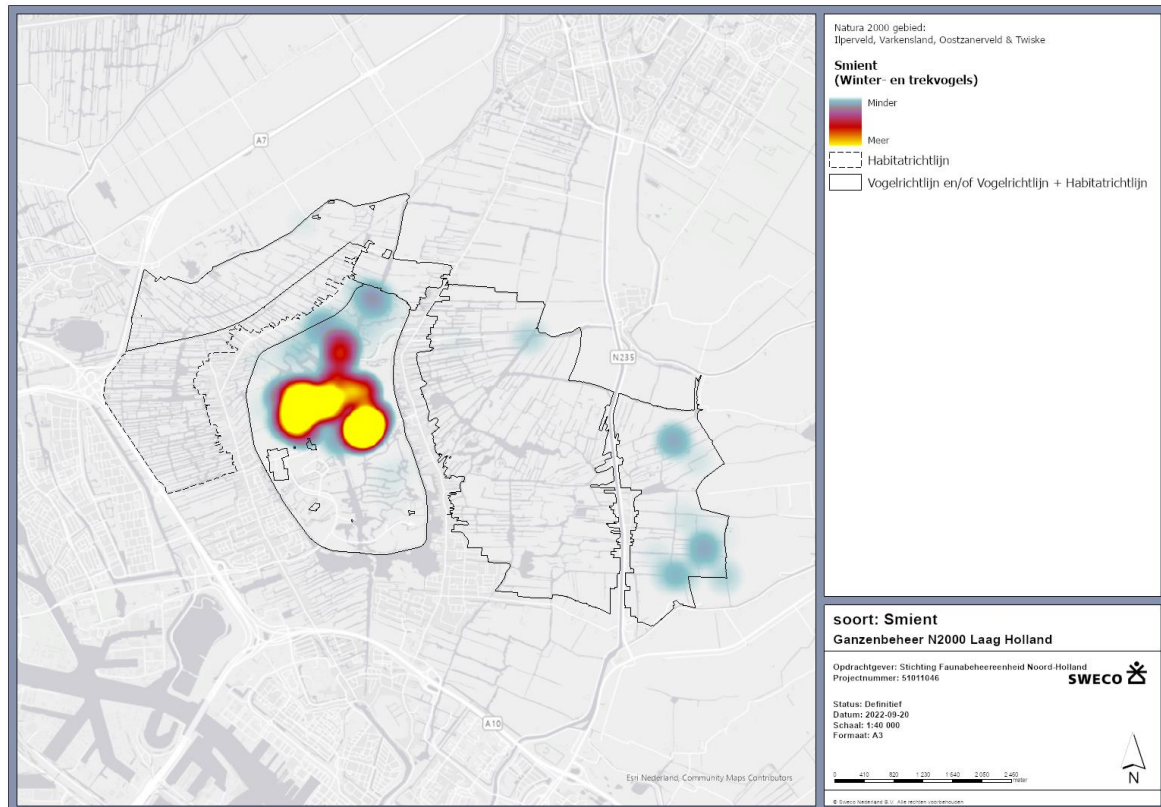 A7
N235
A10
Esri Nederland, Community Maps Contributors
Natura 2000 gebied:
Ilperveld, Varkensland, Oostzanerveld & Twiske
Smient
(Winter- en trekvogels)
Minder
Meer
Habitatrichtlijn
Vogelrichtlijn en/of Vogelrichtlijn + Habitatrichtlijn
soort: Smient
Ganzenbeheer N2000 Laag Holland
Opdrachtgever: Stichting Faunabeheereenheid Noord-Holland
Projectnummer: 51011046
SWECO
Status: Definitief
Datum: 2022-09-20
Schaal: 1:40 000
Formaat: A3
0 410 820 1 230 1 640 2 050 2 460
meter
N
© Sweco Nederland B.V. Alle rechten voorbehouden